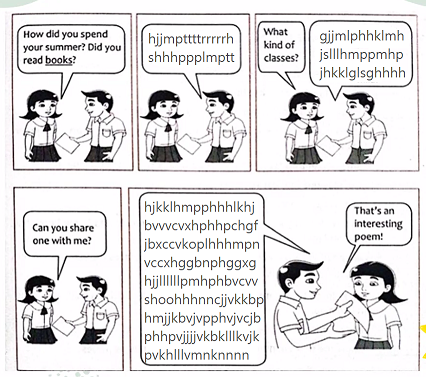 How did you spend
your summer? Did you
read books?
hjjmpttttrrrrrh
shhhppplmptt
What
kind of
classes?
gjjmlphhklmh
jslllhmppmhp
jhkklglsghhhh
Can you share
one with me?
hjkklhmpphhhlkhj
bvvvcvxhphhpchgf
jbxccvkoplhhhmpn
vccxhggbnphggxg
hjjlllllllpmhphbvcvv
shoohhhnncjjvkkbp
hmjjkbvjvpphvjvcjb
phhpvjjjjvkbklllkvjk
pvkhlllvmnknnnn
That's an
interesting
poem!